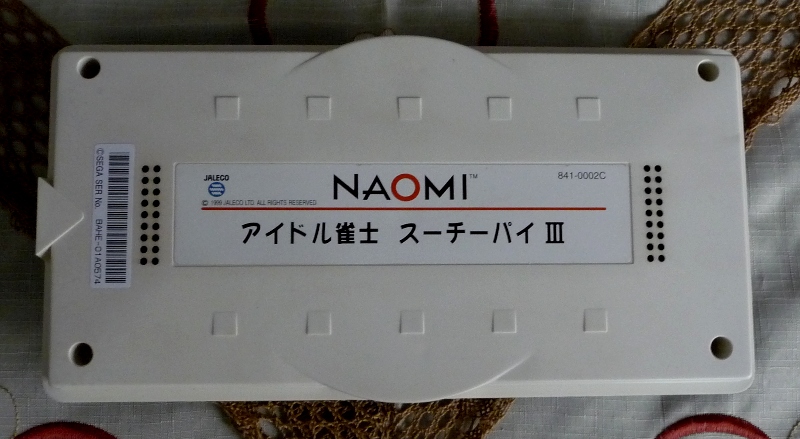 ©SEGA SER No. BAHE-01A0574
JALECO
NAOMI™
841-0002C
© 1999 JALECO LTD. ALL RIGHTS RESERVED.
アイドル雀士 スーチーパイ III